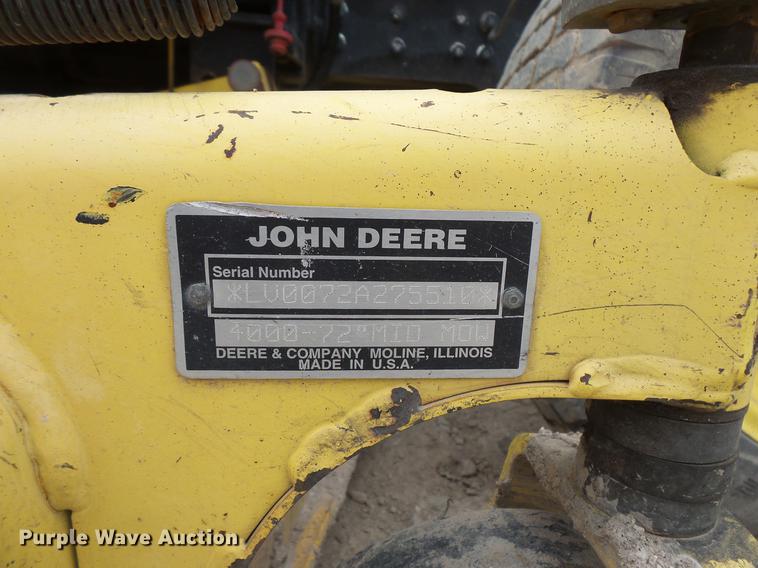 JOHN DEERE
Serial Number
*LV0072A275510*
4000-72"MID MOW
DEERE & COMPANY MOLINE, ILLINOIS
MADE IN U.S.A.
Purple Wave Auction®